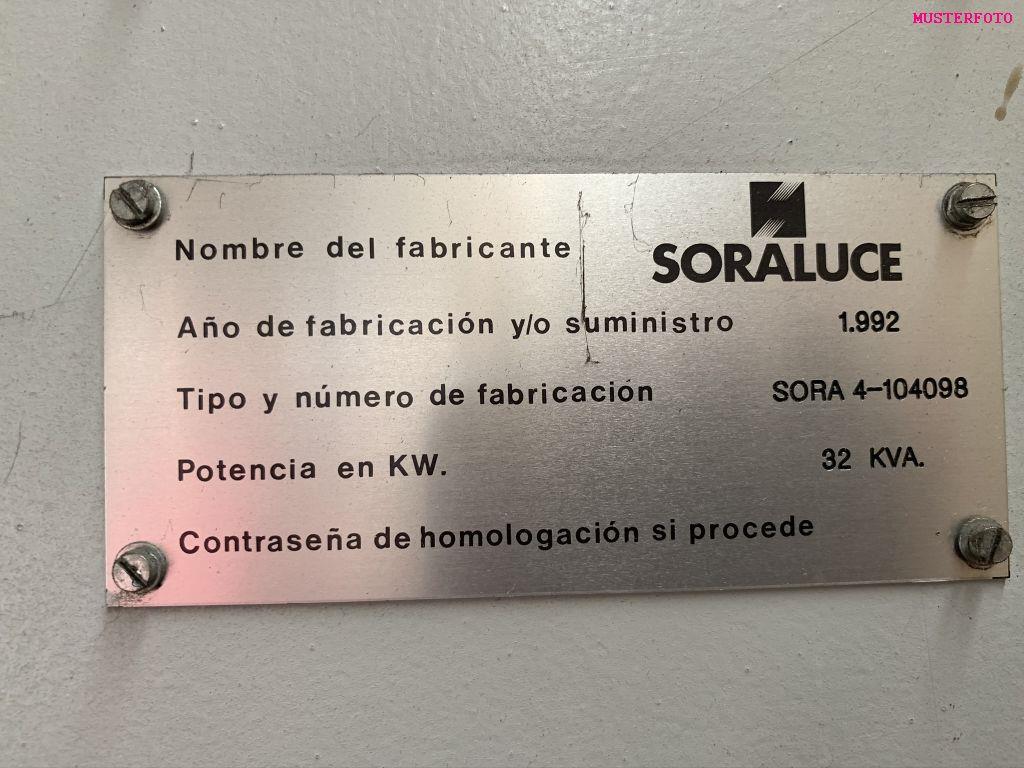 MUSTERFOTO
Nombre del fabricante SORALUCE
Año de fabricación y/o suministro 1.992
Tipo y número de fabricación SORA 4-104098
Potencia en KW. 32 KVA.
Contraseña de homologación si procede